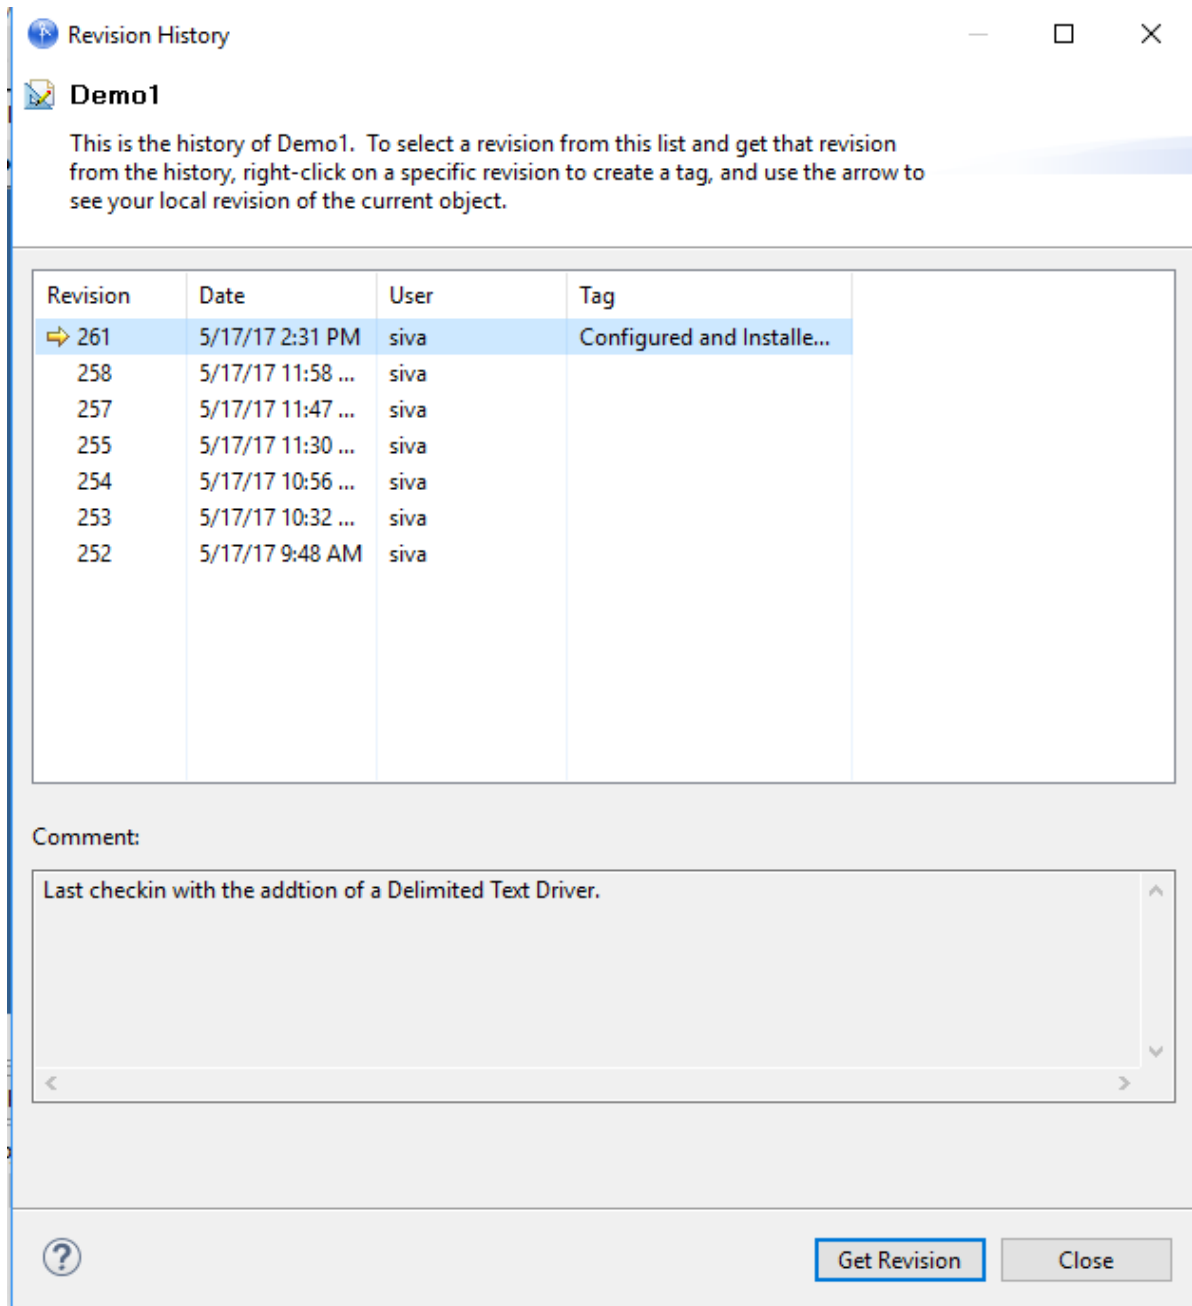 Revision History
Demo1
This is the history of Demo1. To select a revision from this list and get that revision
from the history, right-click on a specific revision to create a tag, and use the arrow to
see your local revision of the current object.
Revision Date User Tag
261 5/17/17 2:31 PM siva Configured and Installe...
258 5/17/17 11:58 ... siva
257 5/17/17 11:47 ... siva
255 5/17/17 11:30 ... siva
254 5/17/17 10:56 ... siva
253 5/17/17 10:32 ... siva
252 5/17/17 9:48 AM siva
Comment:
Last checkin with the addtion of a Delimited Text Driver.
Get Revision Close